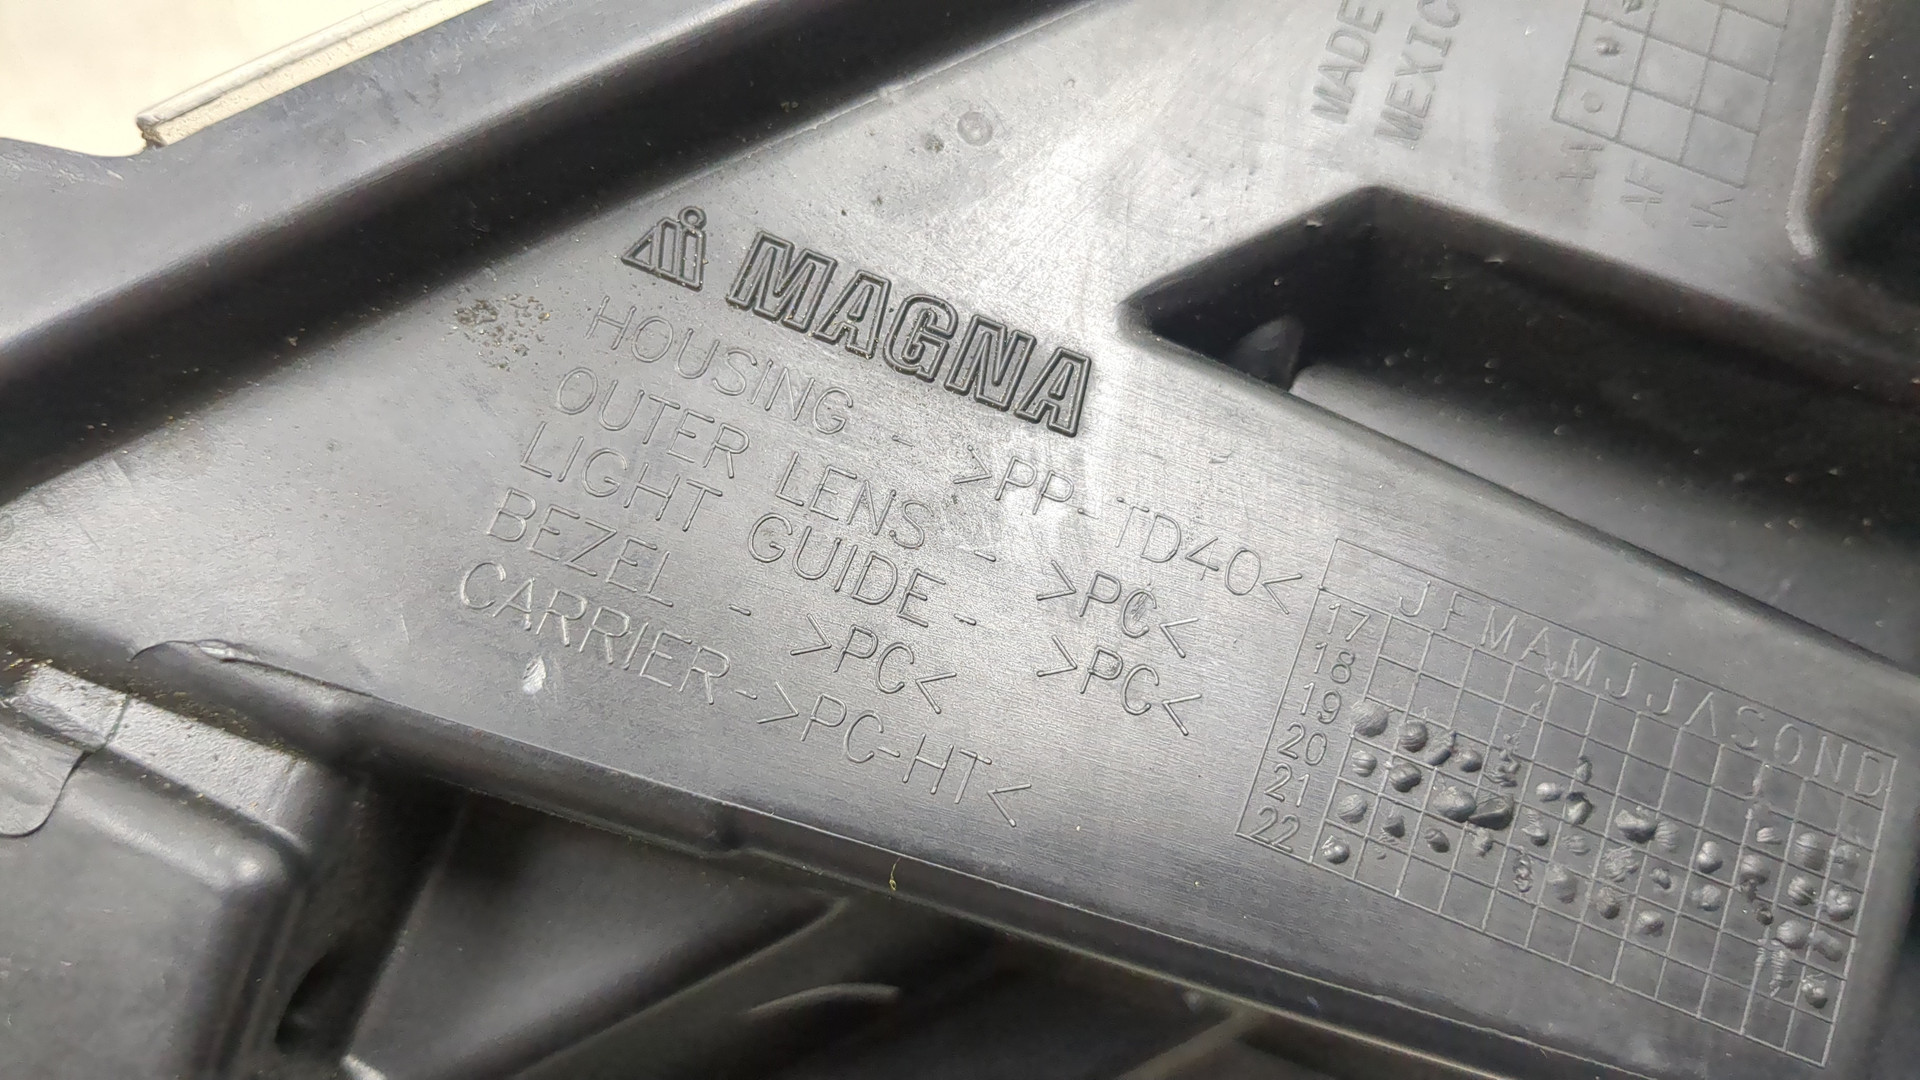 MADE
MEXIC
MAGNA
HOUSING - >PP-TD40<
OUTER LENS - >PC<
LIGHT GUIDE - >PC<
BEZEL - >PC<
CARRIER->PC-HT<
J F M A M J J A S O N D
17
18
19
20
21
22